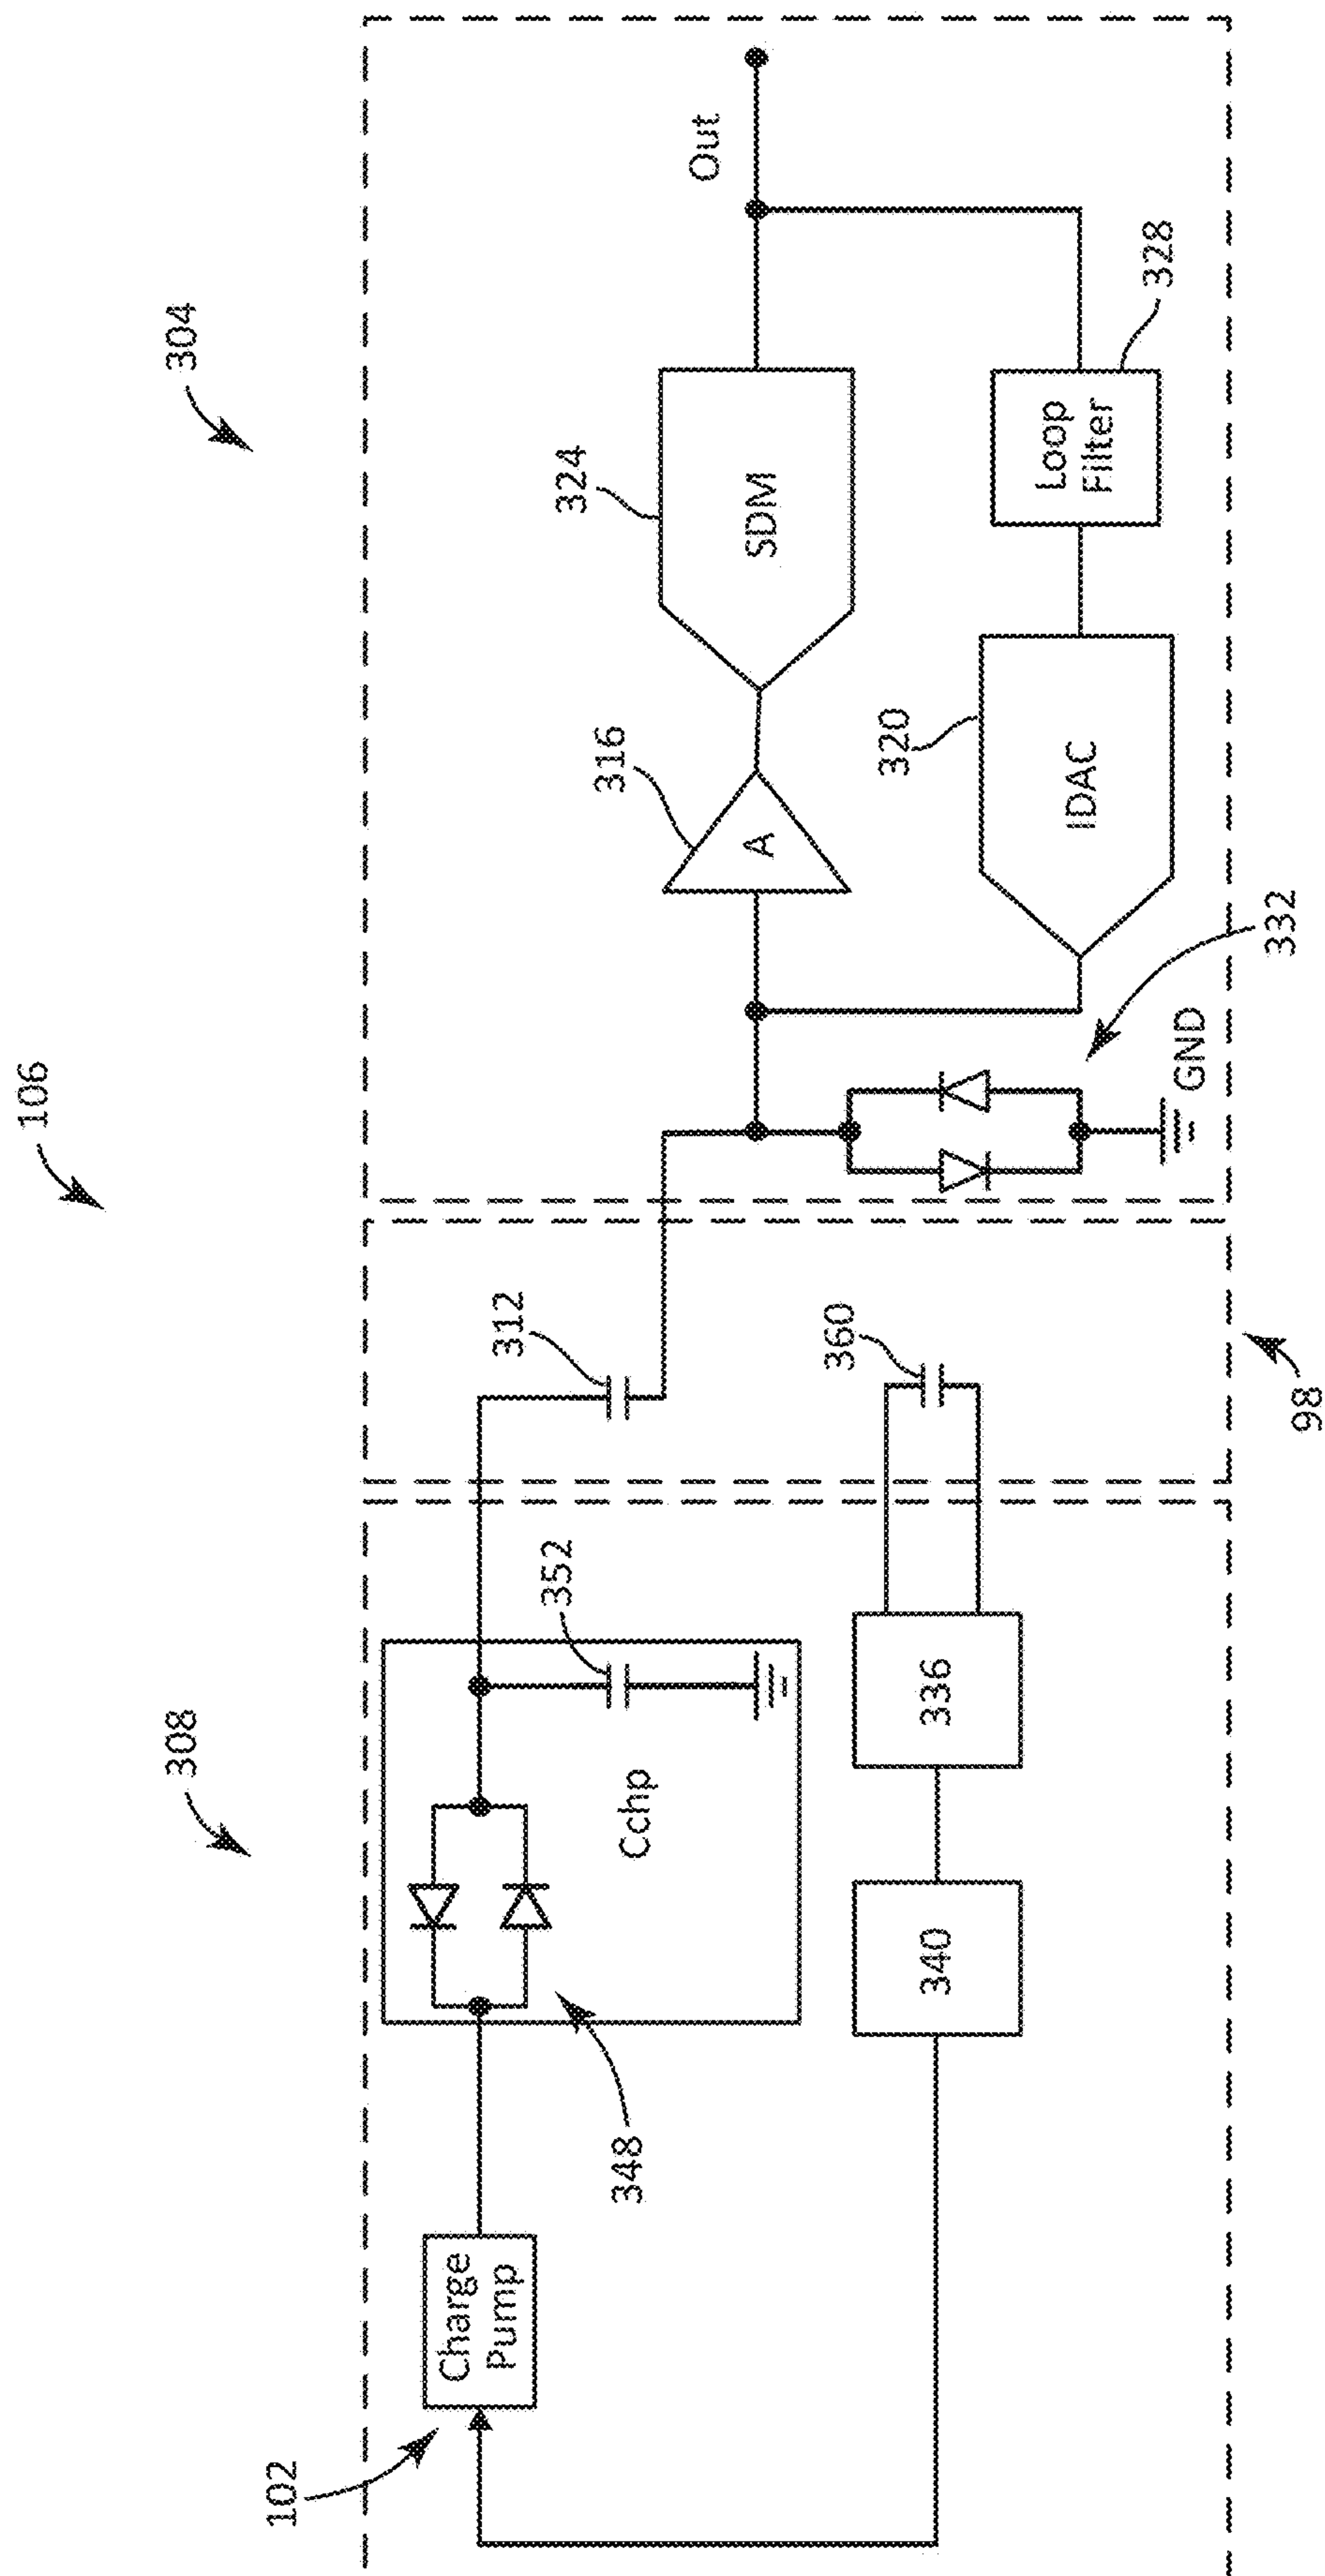 106
308
304
102
Charge
Pump
348
Cchp
352
312
316
A
324
SDM
Out
340
336
360
332
GND
320
IDAC
Loop
Filter
328
98